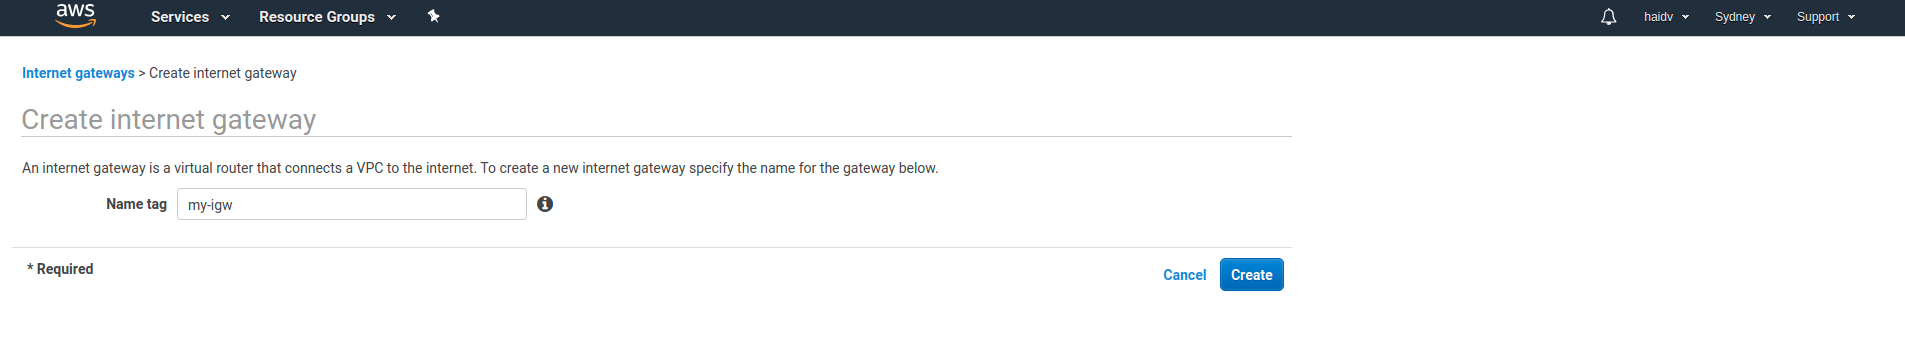 aws Services Resource Groups haidv Sydney Support
Internet gateways > Create internet gateway
Create internet gateway
An internet gateway is a virtual router that connects a VPC to the internet. To create a new internet gateway specify the name for the gateway below.
Name tag my-igw
* Required
Cancel Create